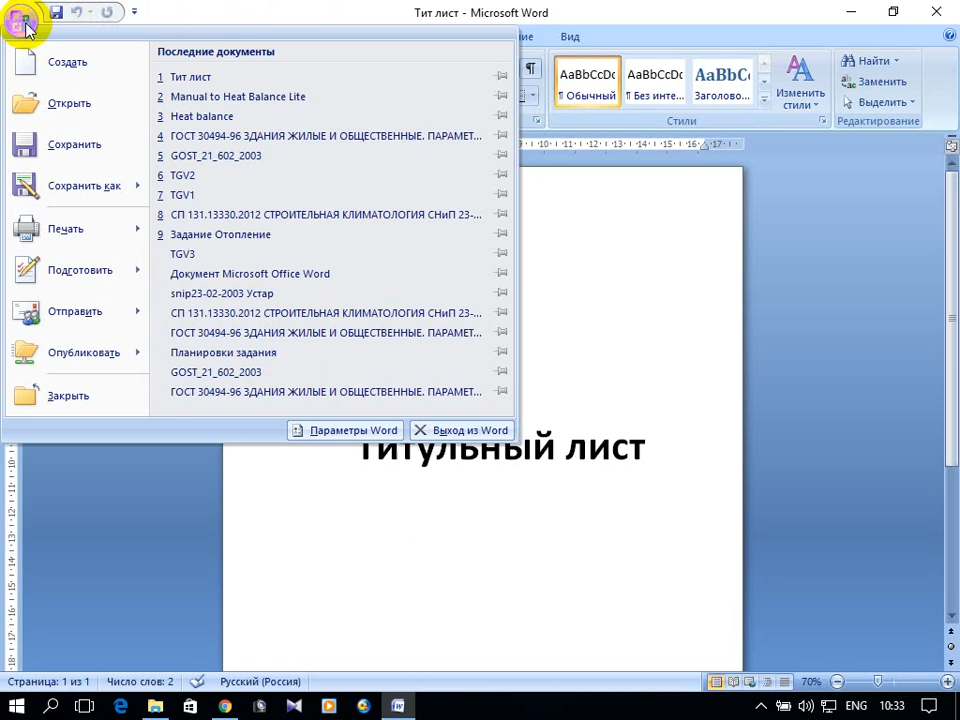 Тит лист - Microsoft Word
Вид
Создать
Открыть
Сохранить
Сохранить как
Печать
Подготовить
Отправить
Опубликовать
Закрыть
Последние документы
1 Тит лист
2 Manual to Heat Balance Lite
3 Heat balance
4 ГОСТ 30494-96 ЗДАНИЯ ЖИЛЫЕ И ОБЩЕСТВЕННЫЕ. ПАРАМЕТ...
5 GOST_21_602_2003
6 TGV2
7 TGV1
8 СП 131.13330.2012 СТРОИТЕЛЬНАЯ КЛИМАТОЛОГИЯ СНиП 23-...
9 Задание Отопление
TGV3
Документ Microsoft Office Word
snip23-02-2003 Устар
СП 131.13330.2012 СТРОИТЕЛЬНАЯ КЛИМАТОЛОГИЯ СНиП 23-...
ГОСТ 30494-96 ЗДАНИЯ ЖИЛЫЕ И ОБЩЕСТВЕННЫЕ. ПАРАМЕТ...
Планировки задания
GOST_21_602_2003
ГОСТ 30494-96 ЗДАНИЯ ЖИЛЫЕ И ОБЩЕСТВЕННЫЕ. ПАРАМЕТ...
Параметры Word
Выход из Word
AaBbCcDc
¶ Обычный
AaBbCcDc
¶ Без инте...
AaBbCc
Заголово...
Изменить
стили
Стили
Найти
Заменить
Выделить
Редактирование
Титульный лист
Страница: 1 из 1
Число слов: 2
Русский (Россия)
70%
ENG
10:33